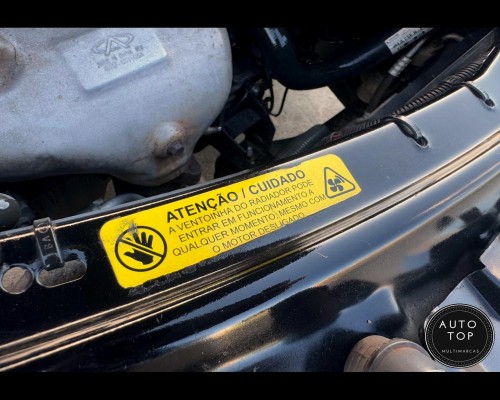 ATENÇÃO / CUIDADO
A VENTOINHA DO RADIADOR PODE
ENTRAR EM FUNCIONAMENTO A
QUALQUER MOMENTO, MESMO COM
O MOTOR DESLIGADO
AUTO
TOP
MULTIMARCAS